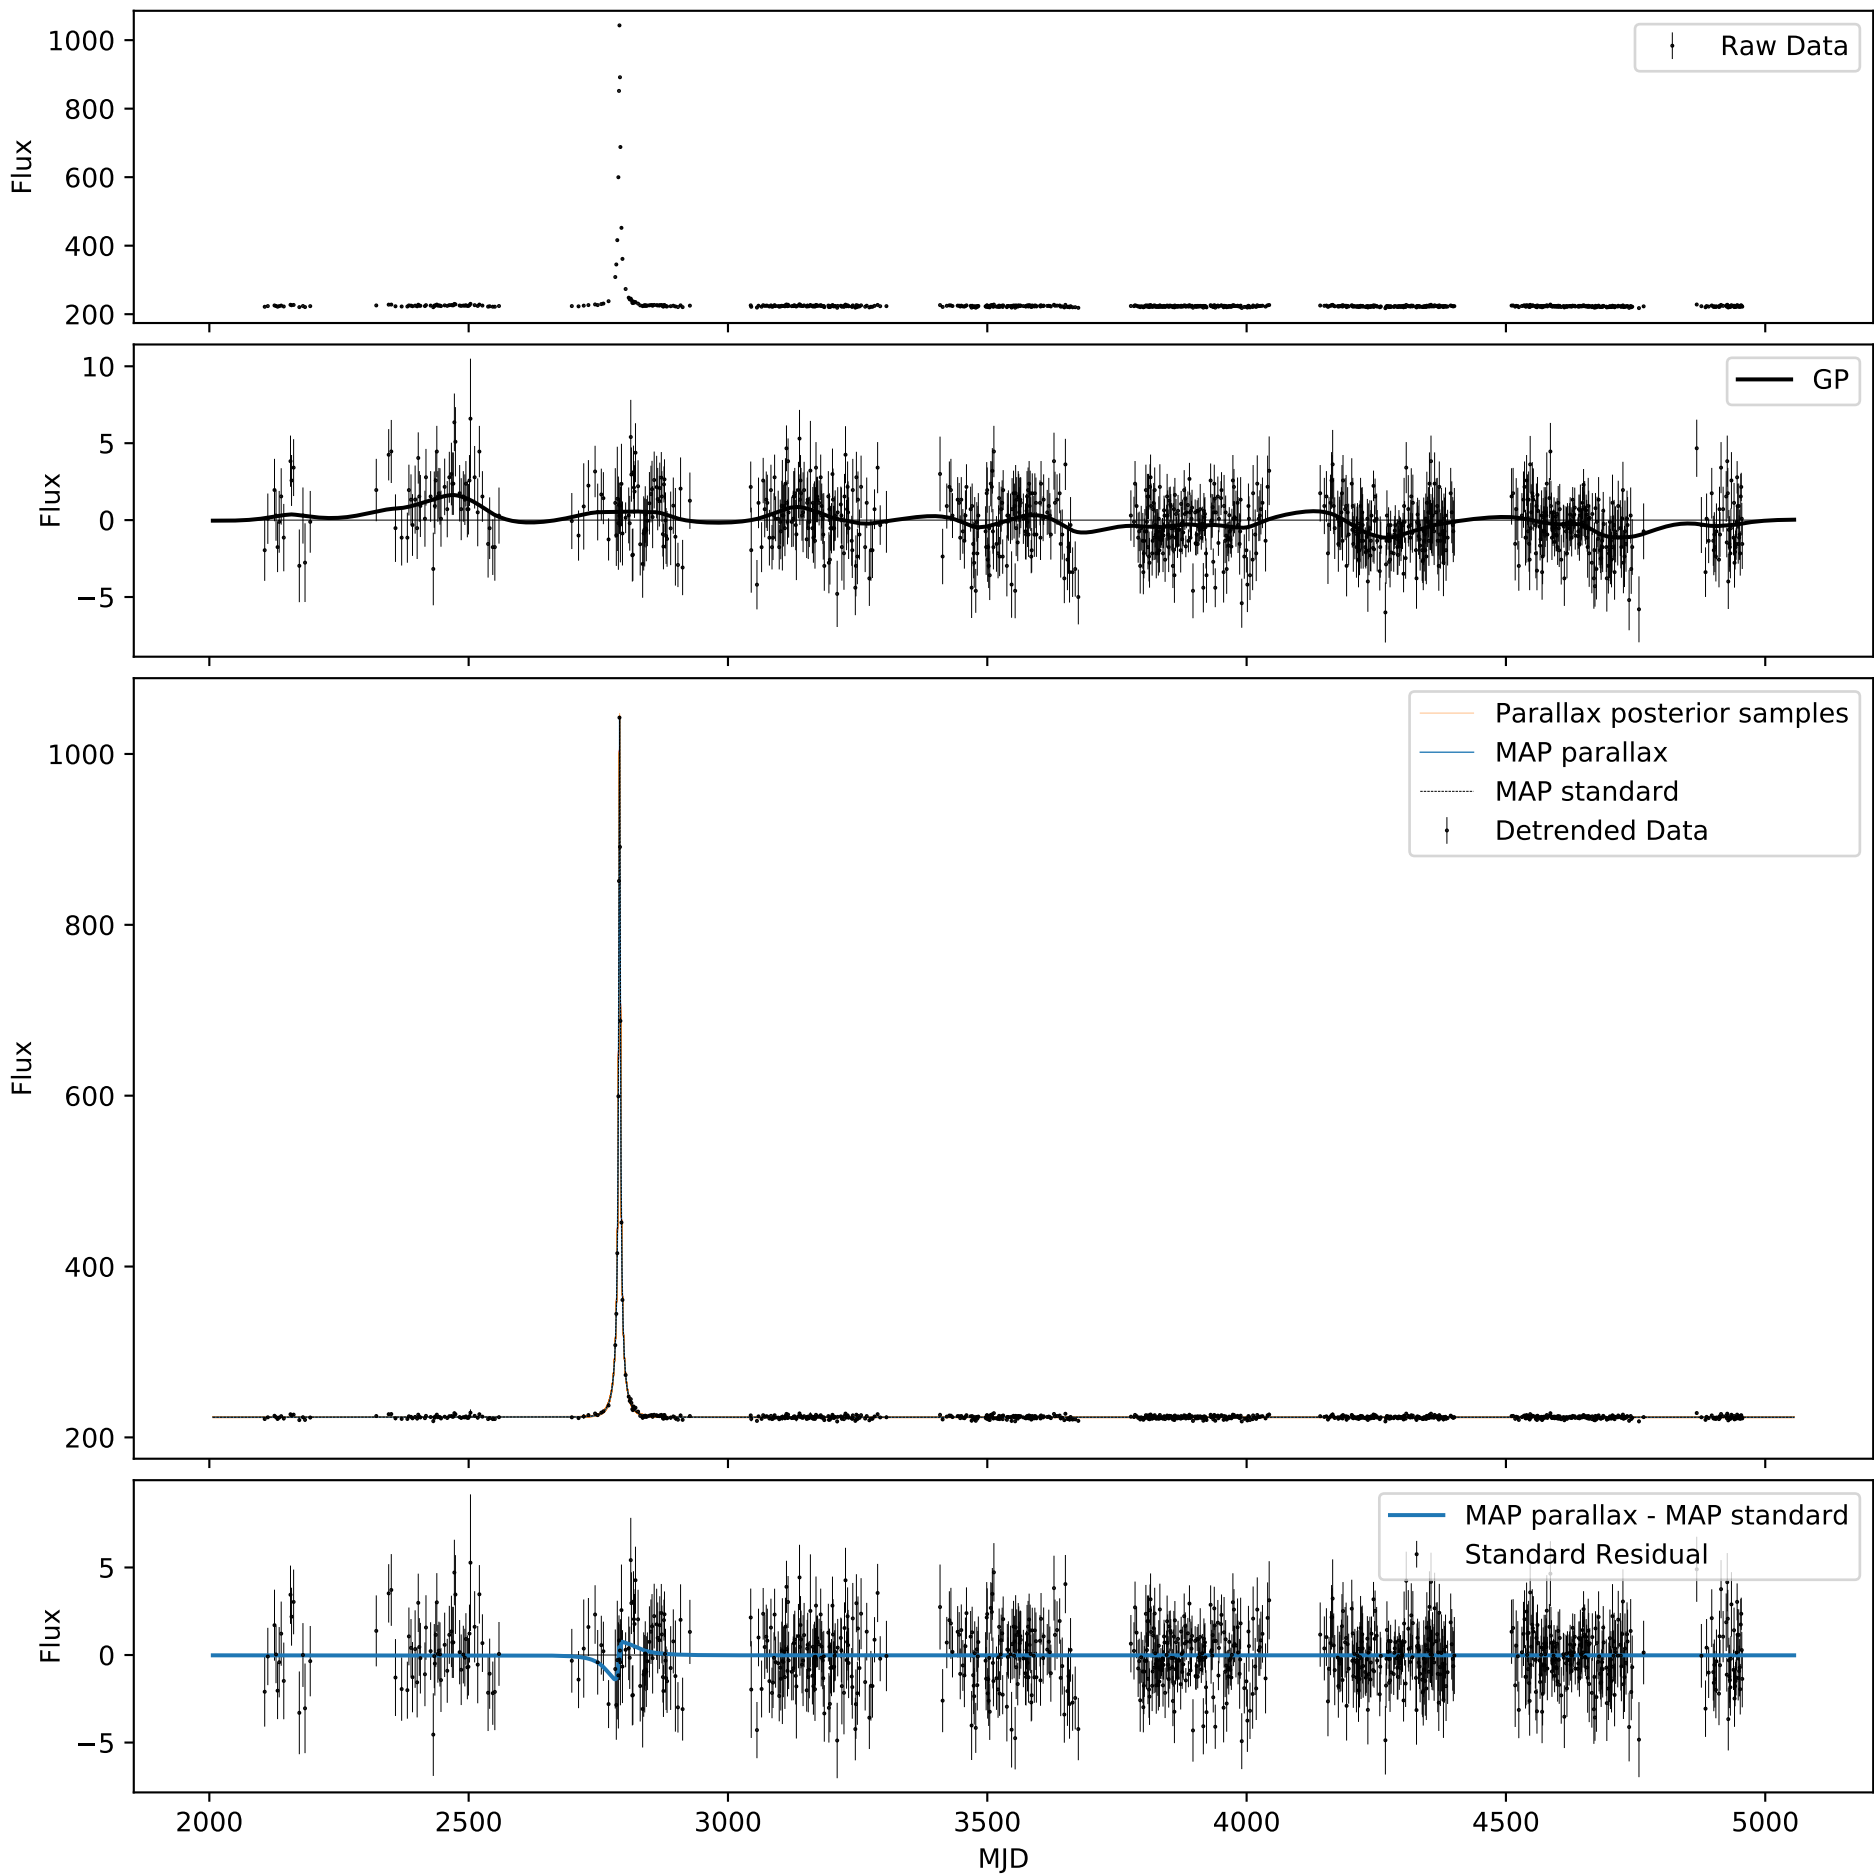 1000
800
600
400
200
Flux
Raw Data
10
5
0
−5
Flux
GP
1000
800
600
400
200
Flux
Parallax posterior samples
MAP parallax
MAP standard
Detrended Data
5
0
−5
Flux
MAP parallax - MAP standard
Standard Residual
2000 2500 3000 3500 4000 4500 5000
MJD